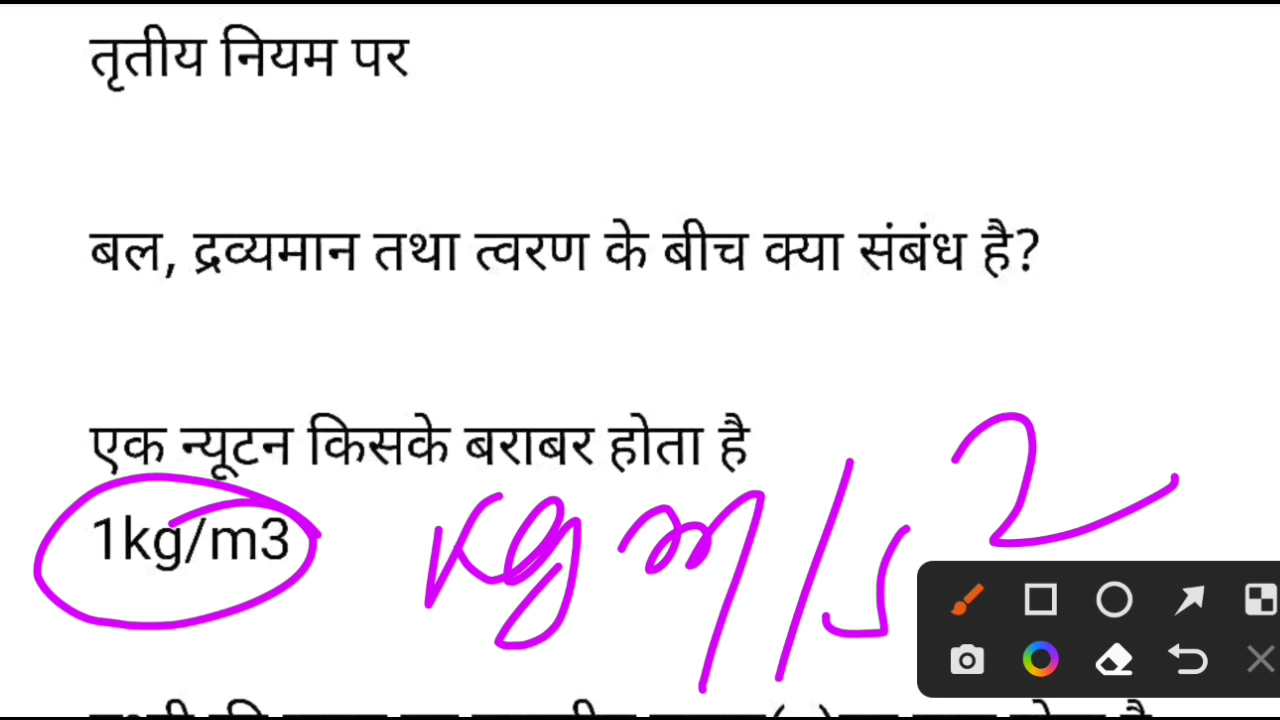 तृतीय नियम पर
बल, द्रव्यमान तथा त्वरण के बीच क्या संबंध है?
एक न्यूटन किसके बराबर होता है
1kg/m3 kg m/s2